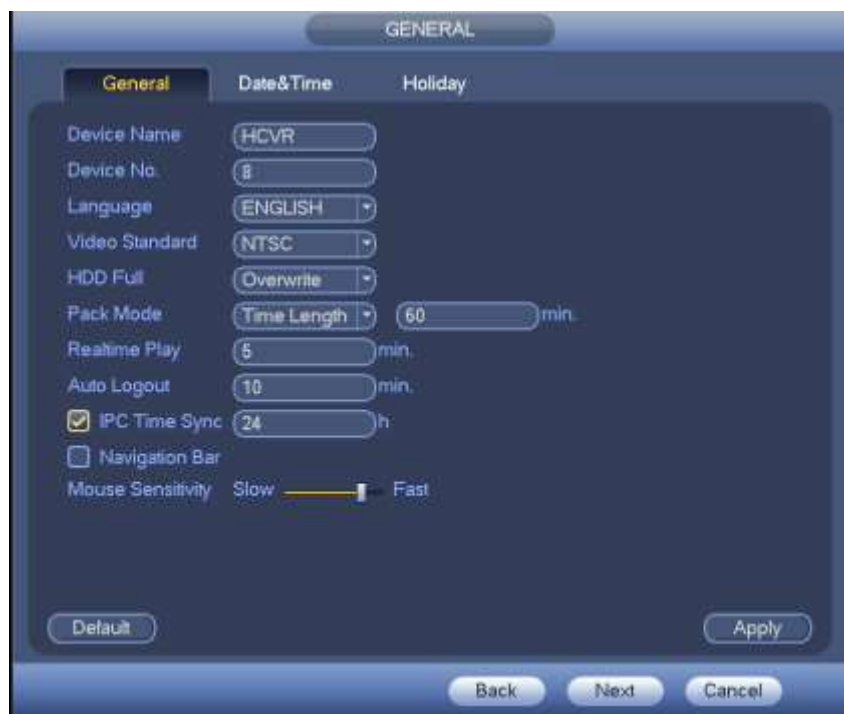 GENERAL
General Date&Time Holiday
Device Name HCVR
Device No. 8
Language ENGLISH
Video Standard NTSC
HDD Full Overwrite
Pack Mode Time Length 60 min.
Realtime Play 5 min.
Auto Logout 10 min.
IPC Time Sync 24 h
Navigation Bar
Mouse Sensitivity Slow Fast
Default Apply
Back Next Cancel